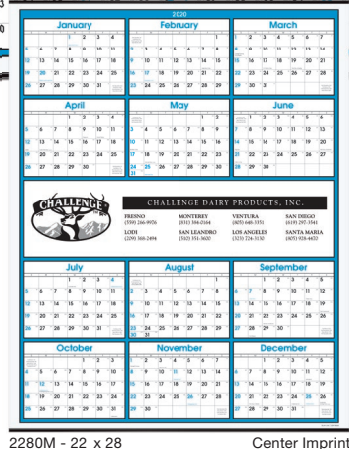 2020
January February March
1 2 3 4 1 1 2 3 4 5 6 7
12 13 14 15 16 17 18 9 10 11 12 13 14 15 15 16 17 18 19 20 21
19 20 21 22 23 24 25 16 17 18 19 20 21 22 22 23 24 25 26 27 28
26 27 28 29 30 31 23 24 25 26 27 28 29 29 30 31
April May June
1 2 3 4 1 2 1 2 3 4 5 6
5 6 7 8 9 10 11 3 4 5 6 7 8 9 7 8 9 10 11 12 13
12 13 14 15 16 17 18 10 11 12 13 14 15 16 14 15 16 17 18 19 20
19 20 21 22 23 24 25 17 18 19 20 21 22 23 21 22 23 24 25 26 27
26 27 28 29 30 24 25 26 27 28 29 30 28 29 30
31
CHALLENGE
CHALLENGE DAIRY PRODUCTS, INC.
FRESNO MONTEREY VENTURA SAN DIEGO
LODI SAN LEANDRO LOS ANGELES SANTA MARIA
July August September
1 2 3 4 1 1 2 3 4 5
5 6 7 8 9 10 11 2 3 4 5 6 7 8 6 7 8 9 10 11 12
12 13 14 15 16 17 18 9 10 11 12 13 14 15 13 14 15 16 17 18 19
19 20 21 22 23 24 25 16 17 18 19 20 21 22 20 21 22 23 24 25 26
26 27 28 29 30 31 23 24 25 26 27 28 29 27 28 29 30
30 31
October November December
1 2 3 1 2 3 4 5 6 7 1 2 3 4 5
4 5 6 7 8 9 10 8 9 10 11 12 13 14 6 7 8 9 10 11 12
11 12 13 14 15 16 17 15 16 17 18 19 20 21 13 14 15 16 17 18 19
18 19 20 21 22 23 24 22 23 24 25 26 27 28 20 21 22 23 24 25 26
25 26 27 28 29 30 31 29 30 27 28 29 30 31
2280M - 22 x 28 Center Imprint